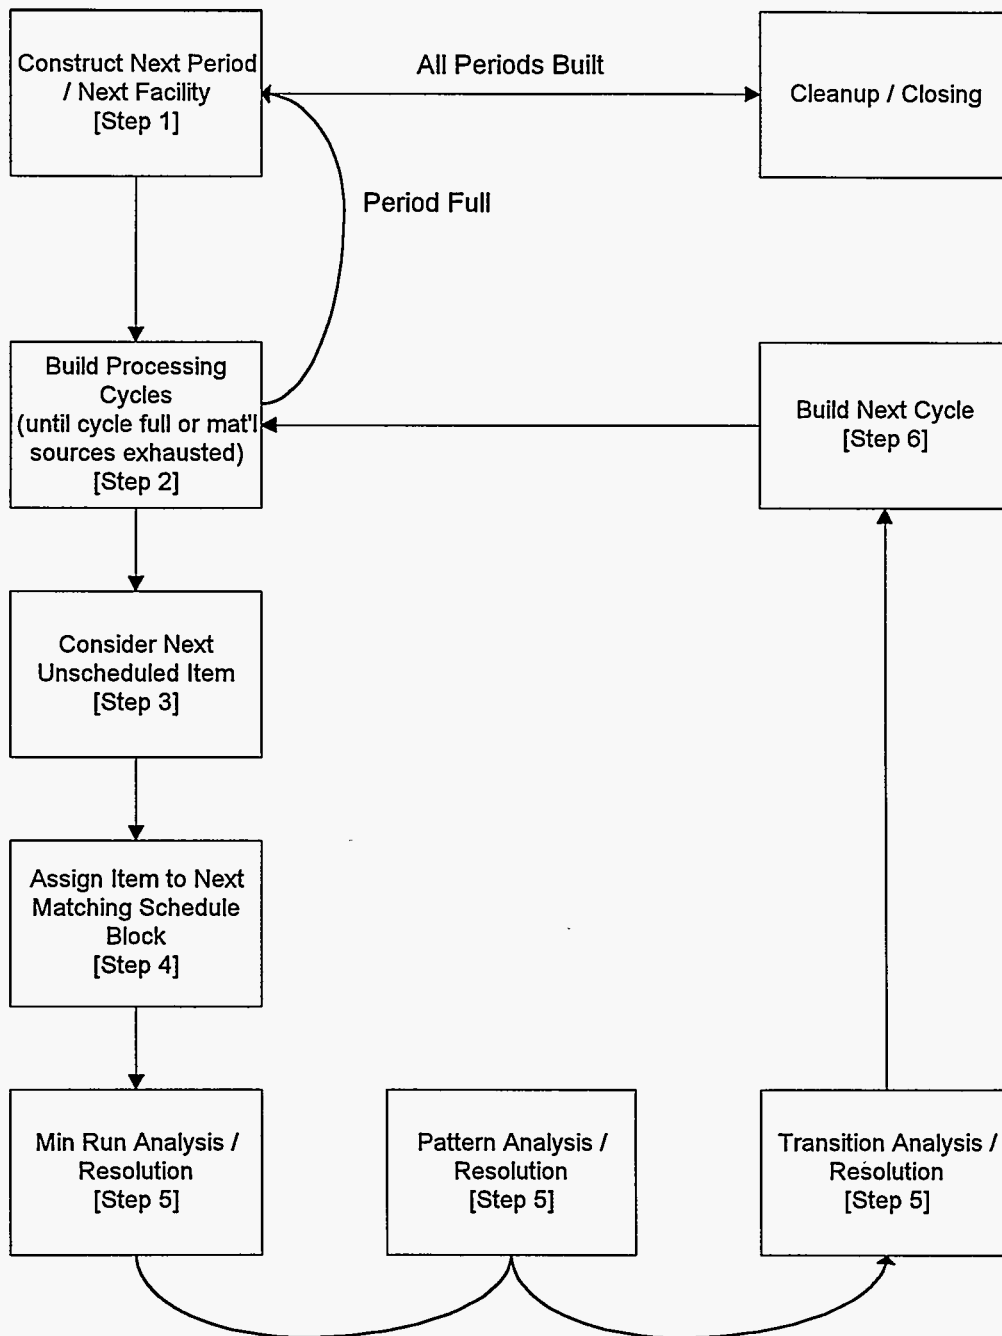 Construct Next Period
/ Next Facility
[Step 1]
All Periods Built
Cleanup / Closing
Period Full
Build Processing
Cycles
(until cycle full or mat'l
sources exhausted)
[Step 2]
Build Next Cycle
[Step 6]
Consider Next
Unscheduled Item
[Step 3]
Assign Item to Next
Matching Schedule
Block
[Step 4]
Min Run Analysis /
Resolution
[Step 5]
Pattern Analysis /
Resolution
[Step 5]
Transition Analysis /
Resolution
[Step 5]